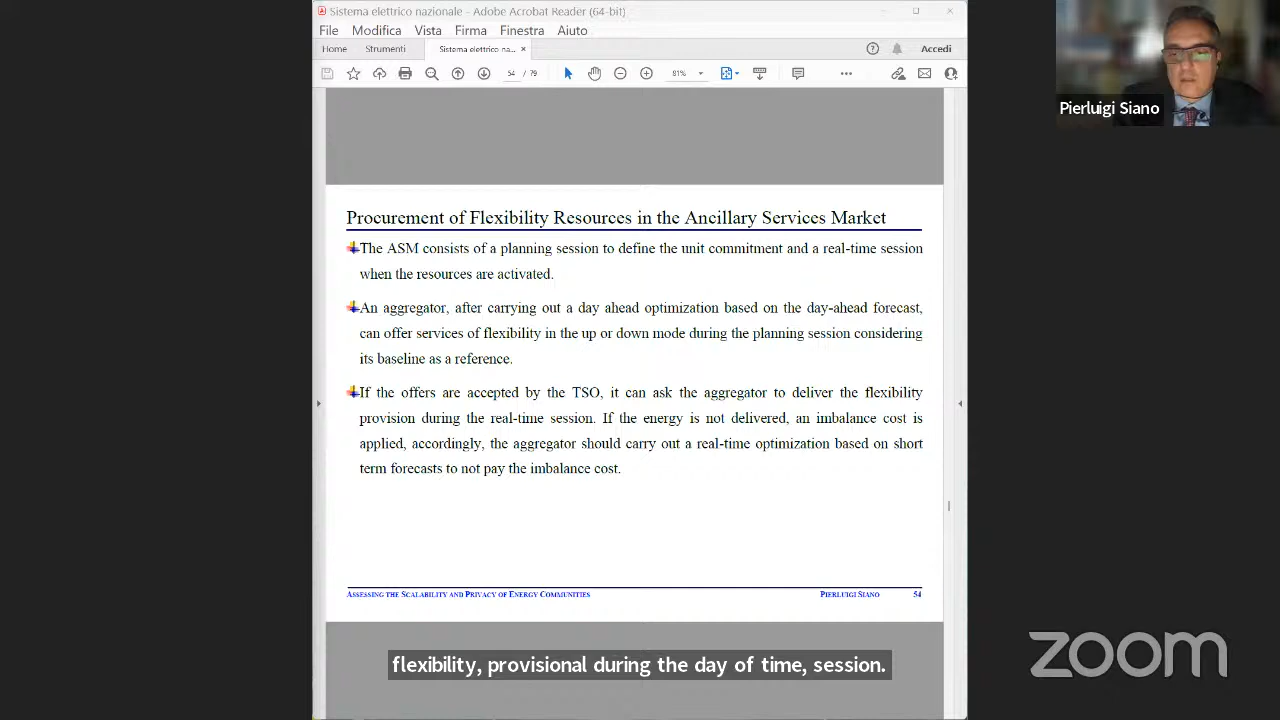 Sistema elettrico nazionale - Adobe Acrobat Reader (64-bit)
File Modifica Vista Firma Finestra Aiuto
Home Strumenti Sistema elettrico na... × Accedi
54 / 79 81%
Pierluigi Siano
Procurement of Flexibility Resources in the Ancillary Services Market
The ASM consists of a planning session to define the unit commitment and a real-time session
when the resources are activated.
An aggregator, after carrying out a day ahead optimization based on the day-ahead forecast,
can offer services of flexibility in the up or down mode during the planning session considering
its baseline as a reference.
If the offers are accepted by the TSO, it can ask the aggregator to deliver the flexibility
provision during the real-time session. If the energy is not delivered, an imbalance cost is
applied, accordingly, the aggregator should carry out a real-time optimization based on short
term forecasts to not pay the imbalance cost.
ASSESSING THE SCALABILITY AND PRIVACY OF ENERGY COMMUNITIES PIERLUIGI SIANO 54
flexibility, provisional during the day of time, session.
zoom